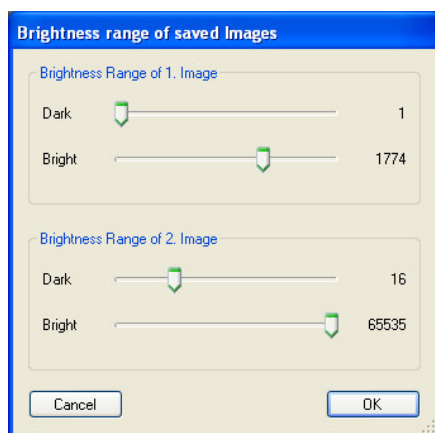 Brightness range of saved Images
Brightness Range of 1. Image
Dark 1
Bright 1774
Brightness Range of 2. Image
Dark 16
Bright 65535
Cancel OK